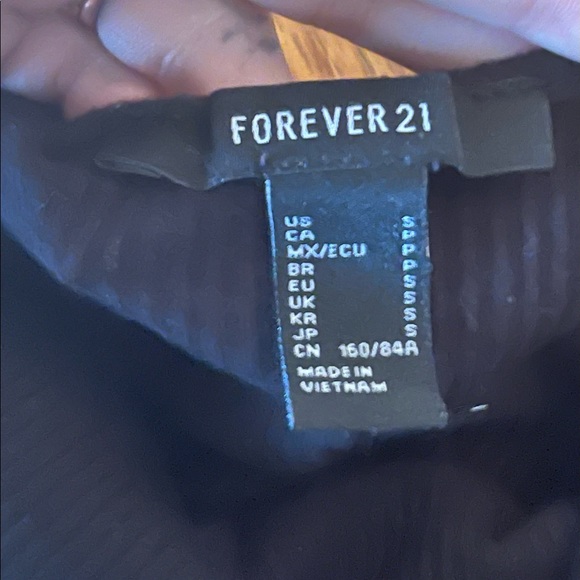 FOREVER 21
US S
CA P
MX/ECU P
BR P
EU S
UK S
KR S
JP S
CN 160/84A
MADE IN
VIETNAM